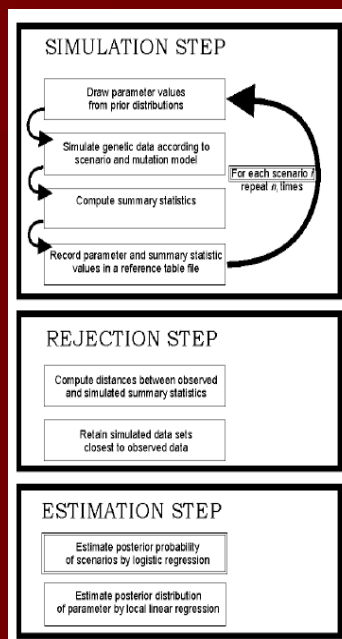 SIMULATION STEP
Draw parameter values
from prior distributions
Simulate genetic data according to
scenario and mutation model
For each scenario i
repeat nᵢ times
Compute summary statistics
Record parameter and summary statistic
values in a reference table file
REJECTION STEP
Compute distances between observed
and simulated summary statistics
Retain simulated data sets
closest to observed data
ESTIMATION STEP
Estimate posterior probability
of scenarios by logistic regression
Estimate posterior distribution
of parameter by local linear regression